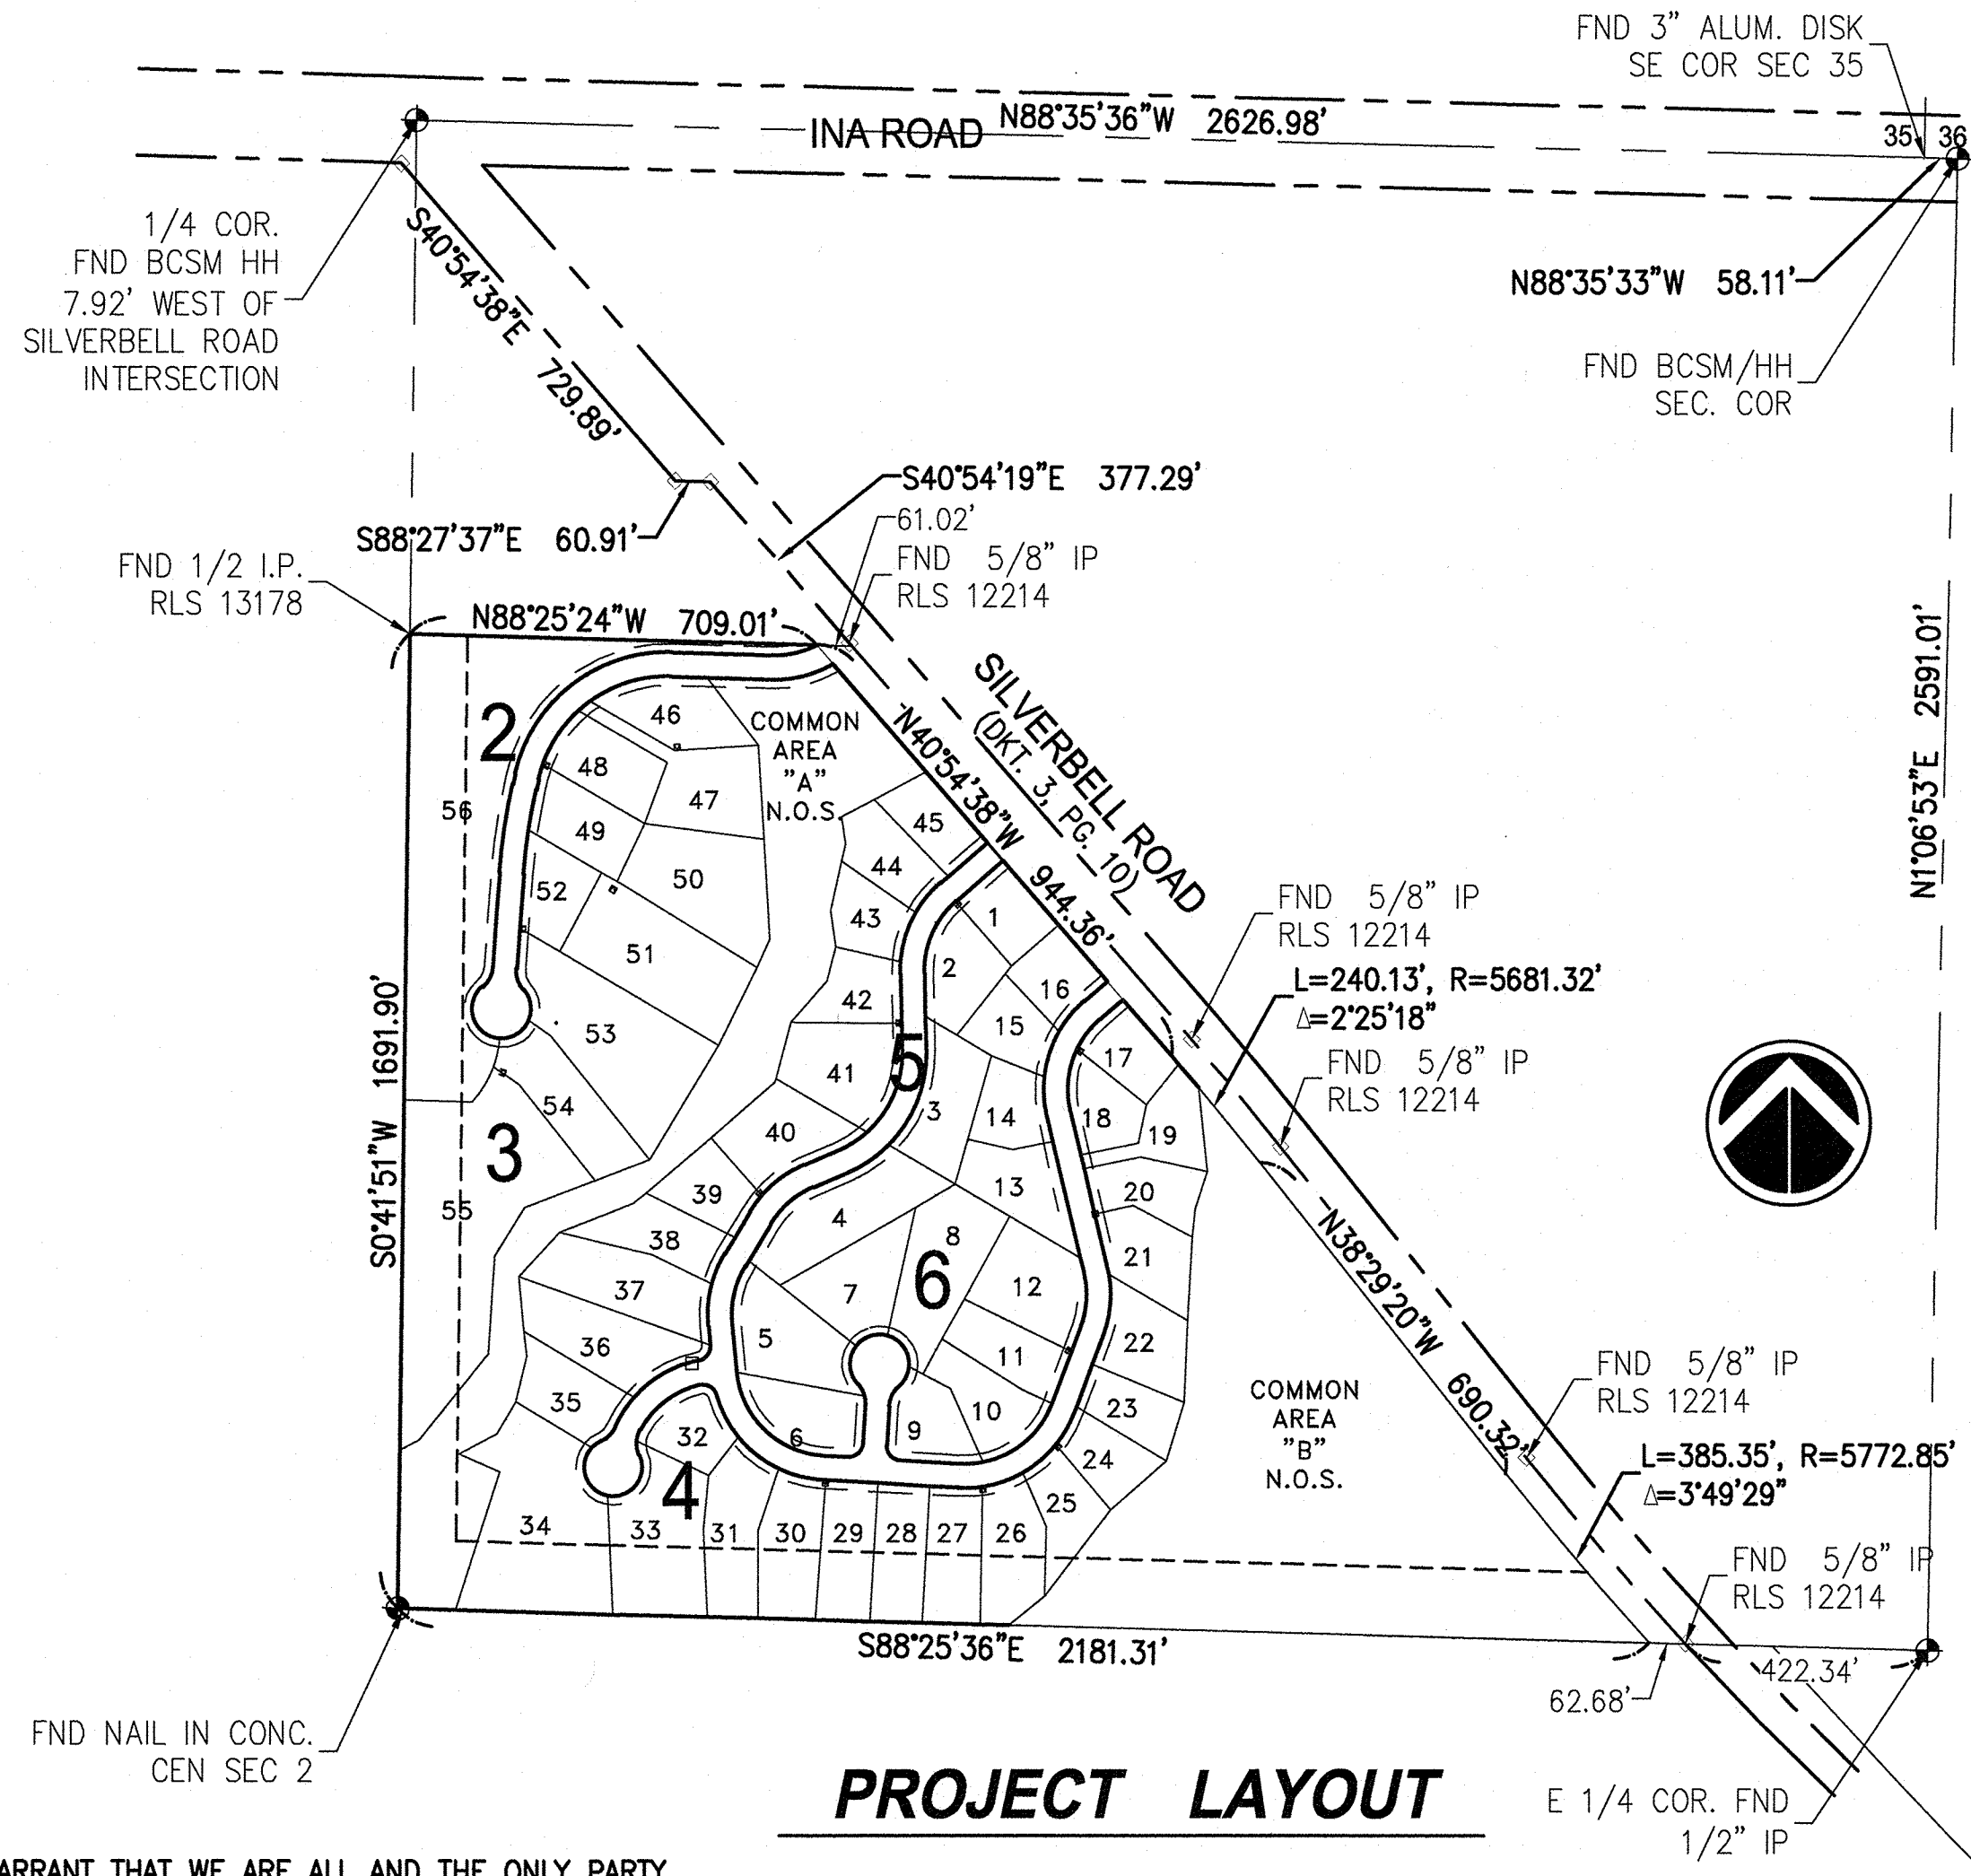 FND 3" ALUM. DISK
SE COR SEC 35
INA ROAD
N88°35'36"W 2626.98'
35 36
1/4 COR.
FND BCSM HH
7.92' WEST OF
SILVERBELL ROAD
INTERSECTION
S40°54'38"E 729.89'
N88°35'33"W 58.11'
FND BCSM/HH
SEC. COR
S40°54'19"E 377.29'
61.02'
S88°27'37"E 60.91'
FND 5/8" IP
RLS 12214
FND 1/2 I.P.
RLS 13178
N88°25'24"W 709.01'
N1°06'53"E 2591.01'
SILVERBELL ROAD
(DKT. 3, PG. 10)
N40°54'38"W 944.36'
2
46
COMMON
AREA
"A"
N.O.S.
48
47
56
49
45
44
50
52
43
1
51
2
42
16
15
53
5
17
41
54
3
14
18
19
40
3
55
39
13
20
4
38
8
21
37
6
12
7
5
36
11
22
35
10
23
32
6
9
24
4
25
34
33
31
30
29
28
27
26
FND 5/8" IP
RLS 12214
L=240.13', R=5681.32'
Δ=2°25'18"
FND 5/8" IP
RLS 12214
S0°41'51"W 1691.90'
N38°29'20"W 690.32'
COMMON
AREA
"B"
N.O.S.
FND 5/8" IP
RLS 12214
L=385.35', R=5772.85'
Δ=3°49'29"
FND 5/8" IP
RLS 12214
S88°25'36"E 2181.31'
62.68'
422.34'
FND NAIL IN CONC.
CEN SEC 2
E 1/4 COR. FND
1/2" IP
PROJECT LAYOUT
ARRANT THAT WE ARE ALL AND THE ONLY PARTY